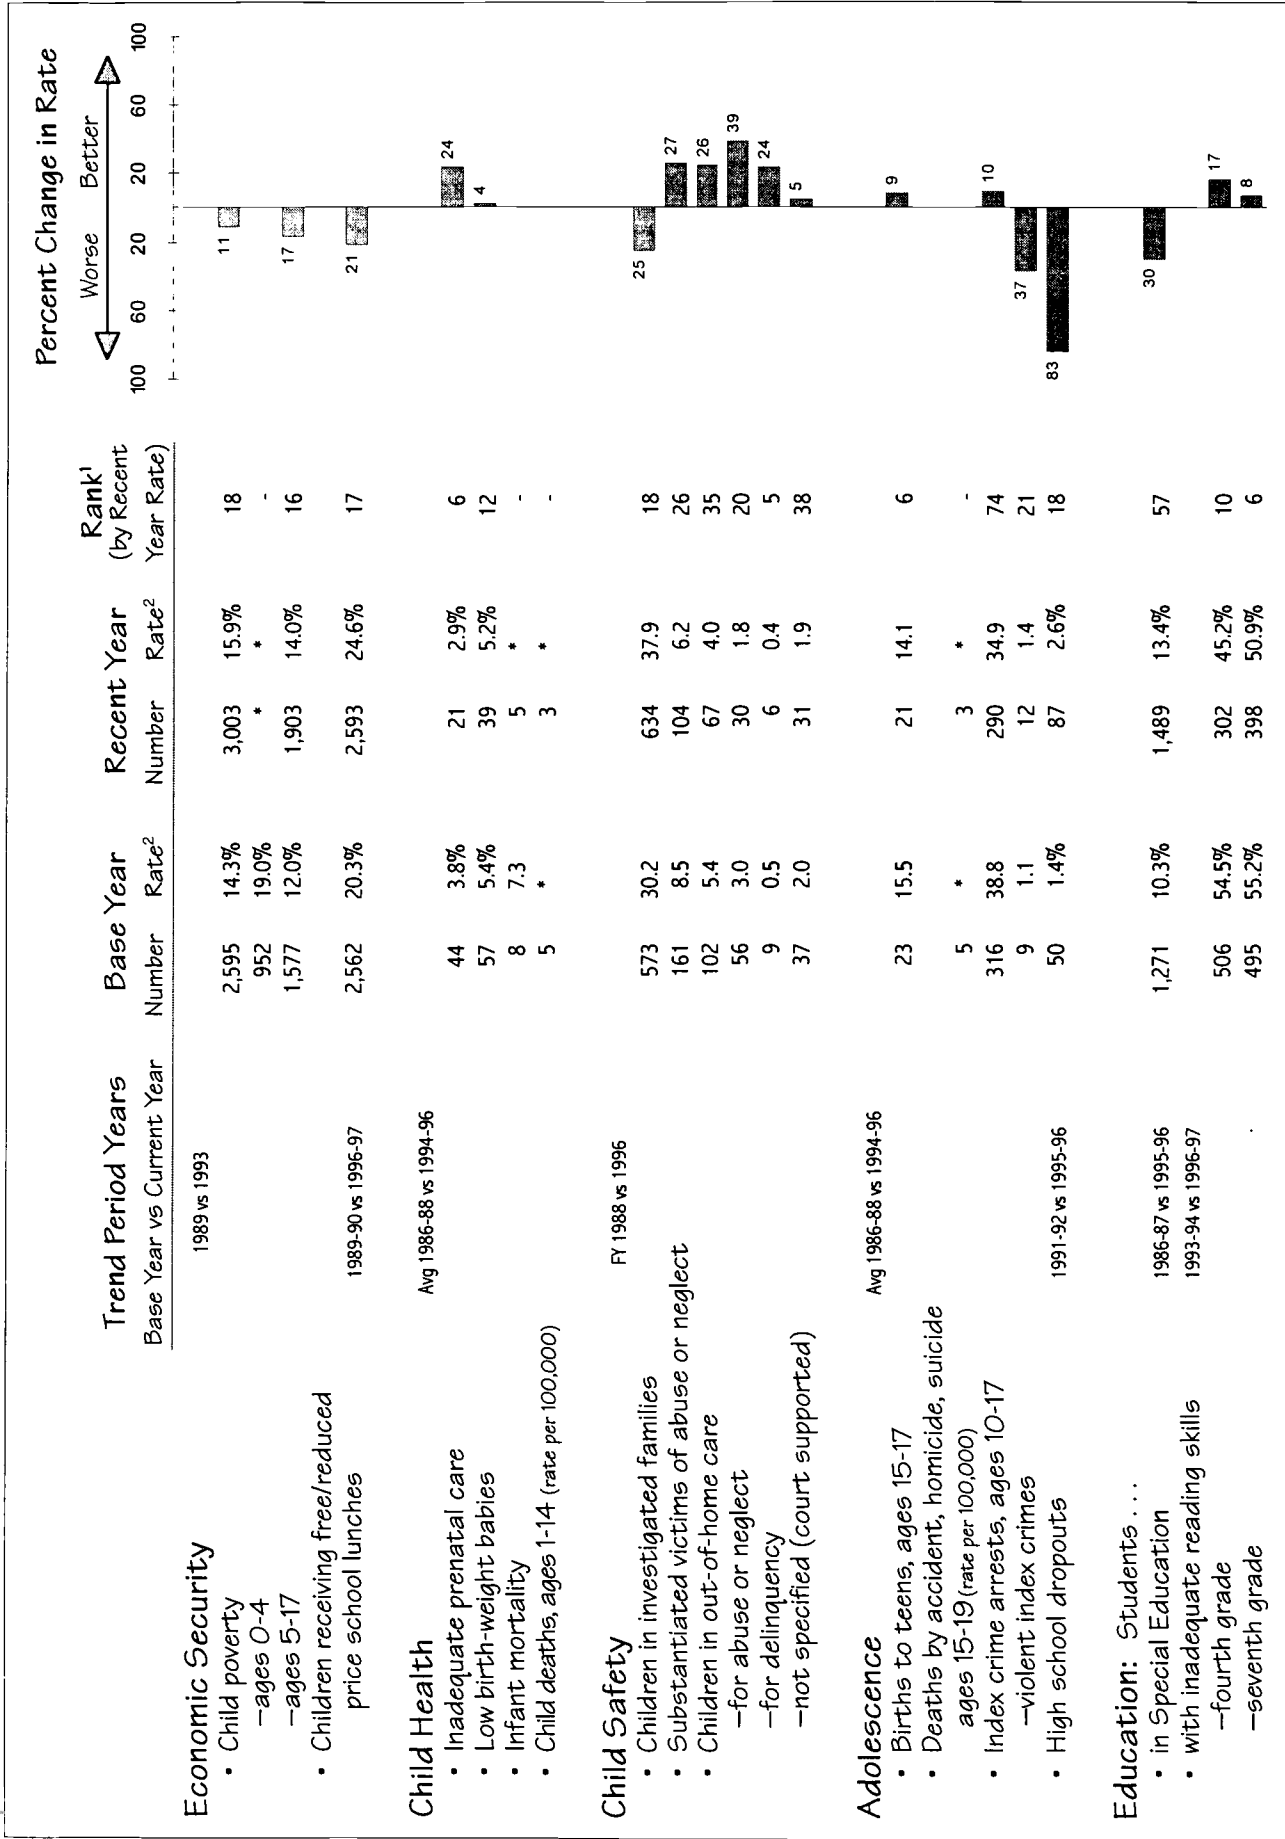 Trend Period Years Base Year Recent Year Rank¹ Percent Change in Rate
(by Recent Worse Better
Base Year vs Current Year Number Rate² Number Rate² Year Rate) 100 60 20 20 60 100
Economic Security
• Child poverty 1989 vs 1993 2,595 14.3% 3,003 15.9% 18 11
–ages 0-4 952 19.0% * * -
–ages 5-17 1,577 12.0% 1,903 14.0% 16 17
• Children receiving free/reduced
price school lunches 1989-90 vs 1996-97 2,562 20.3% 2,593 24.6% 17 21
Child Health Avg 1986-88 vs 1994-96
• Inadequate prenatal care 44 3.8% 21 2.9% 6 24
• Low birth-weight babies 57 5.4% 39 5.2% 12 4
• Infant mortality 8 7.3 5 * -
• Child deaths, ages 1-14 (rate per 100,000) 5 * 3 * -
Child Safety FY 1988 vs 1996
• Children in investigated families 573 30.2 634 37.9 18 25
• Substantiated victims of abuse or neglect 161 8.5 104 6.2 26 27
• Children in out-of-home care 102 5.4 67 4.0 35 26
–for abuse or neglect 56 3.0 30 1.8 20 39
–for delinquency 9 0.5 6 0.4 5 24
–not specified (court supported) 37 2.0 31 1.9 38 5
Adolescence Avg 1986-88 vs 1994-96
• Births to teens, ages 15-17 23 15.5 21 14.1 6 9
• Deaths by accident, homicide, suicide
ages 15-19 (rate per 100,000) 5 * 3 * -
• Index crime arrests, ages 10-17 316 38.8 290 34.9 74 10
–violent index crimes 9 1.1 12 1.4 21 37
• High school dropouts 1991-92 vs 1995-96 50 1.4% 87 2.6% 18 83
Education: Students . . .
• in Special Education 1986-87 vs 1995-96 1,271 10.3% 1,489 13.4% 57 30
• with inadequate reading skills 1993-94 vs 1996-97
–fourth grade 506 54.5% 302 45.2% 10 17
–seventh grade 495 55.2% 398 50.9% 6 8